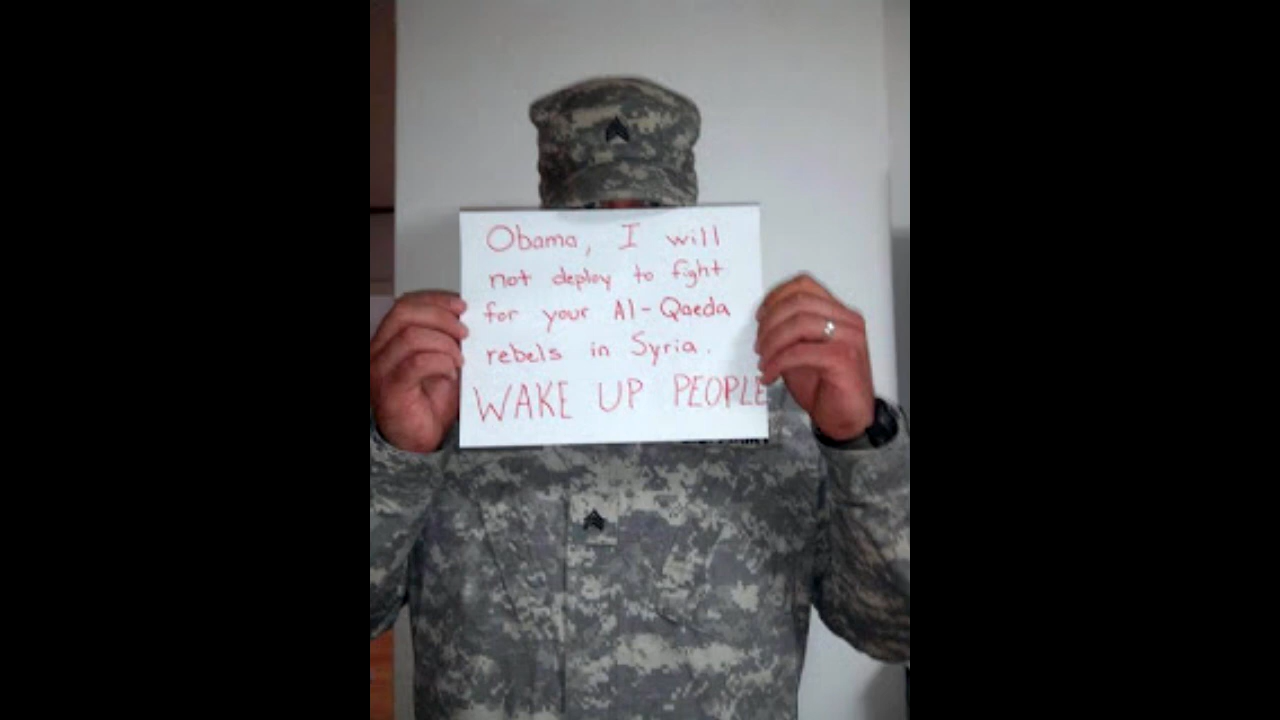 Obama, I will
not deploy to fight
for your Al-Qaeda
rebels in Syria.
WAKE UP PEOPLE